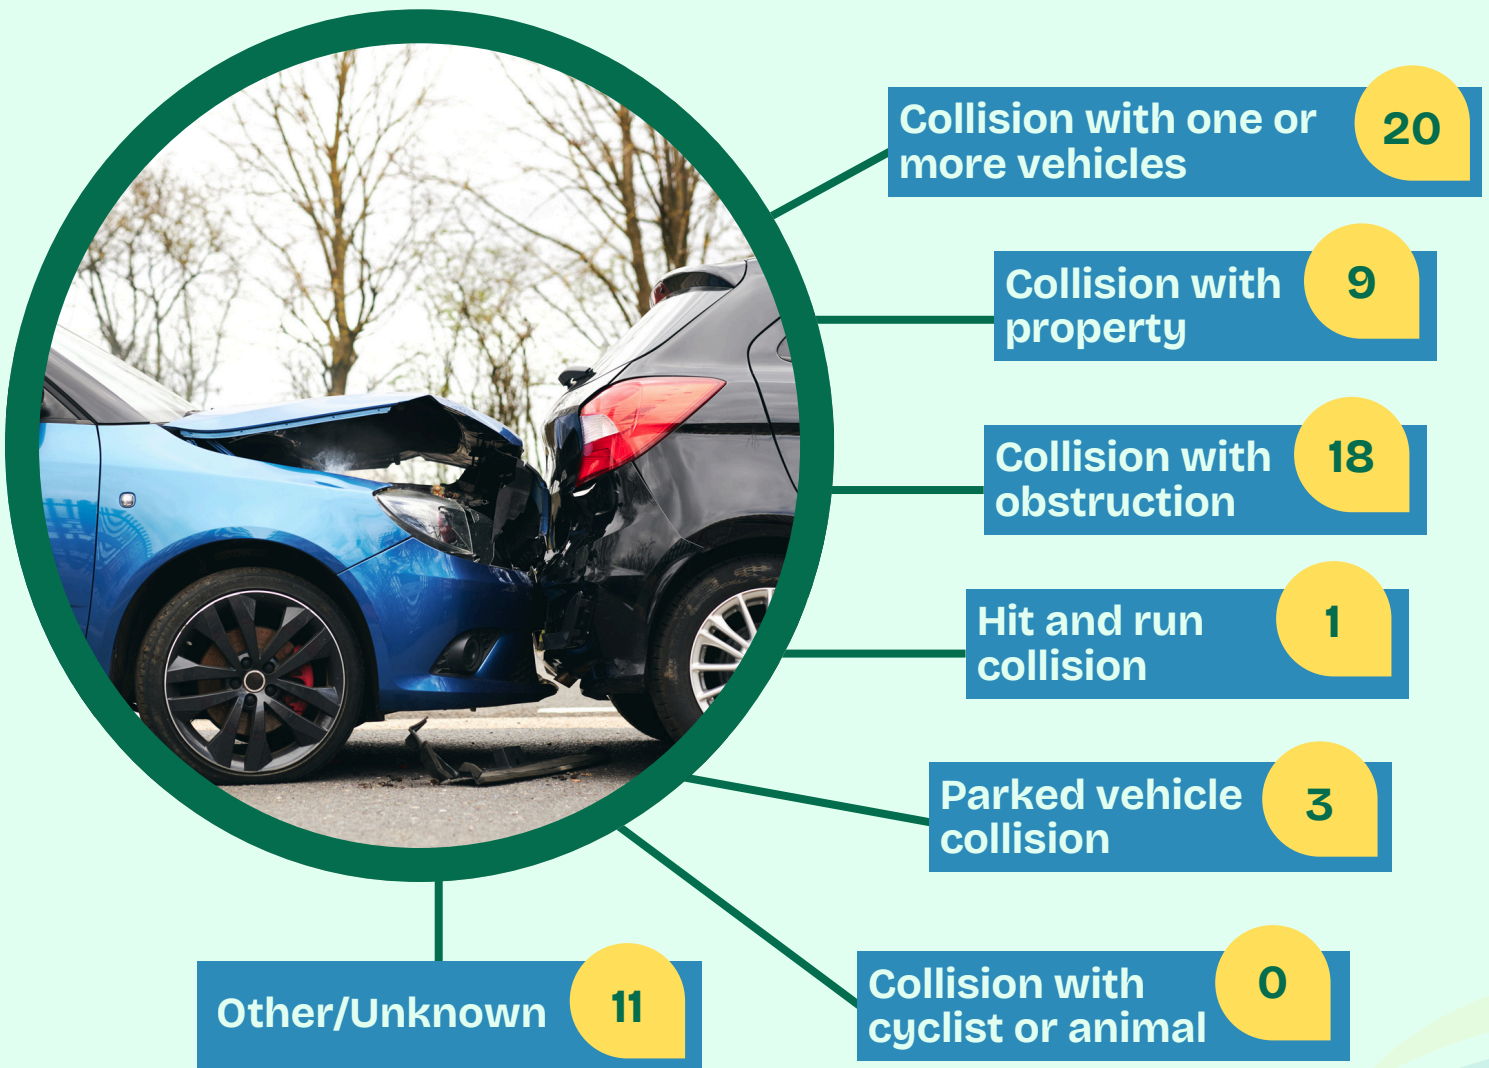 Collision with one or
more vehicles
20
Collision with
property
9
Collision with
obstruction
18
Hit and run
collision
1
Parked vehicle
collision
3
Collision with
cyclist or animal
0
Other/Unknown
11